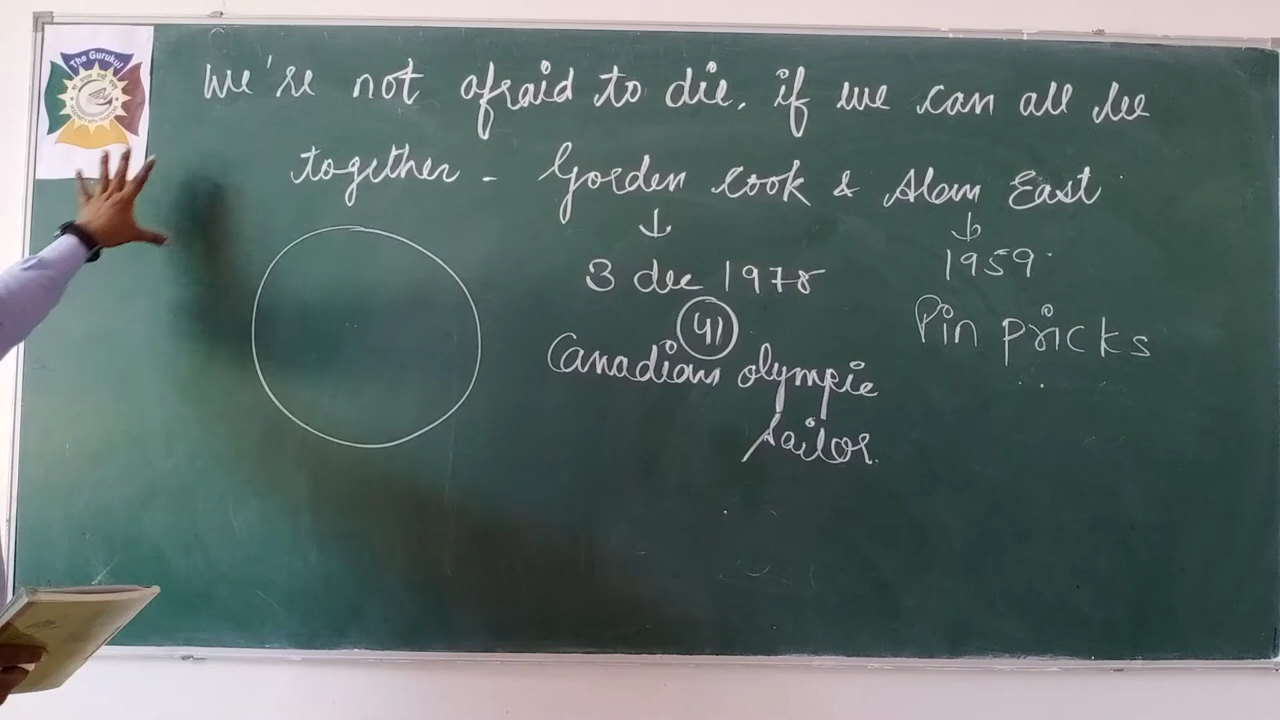 The Gurukul
We're not afraid to die. if we can all be
together - Gorden Cook & Alam East
↓ ↓
3 dec 1978 1959
41 Pin pricks
Canadian olympic
sailor.